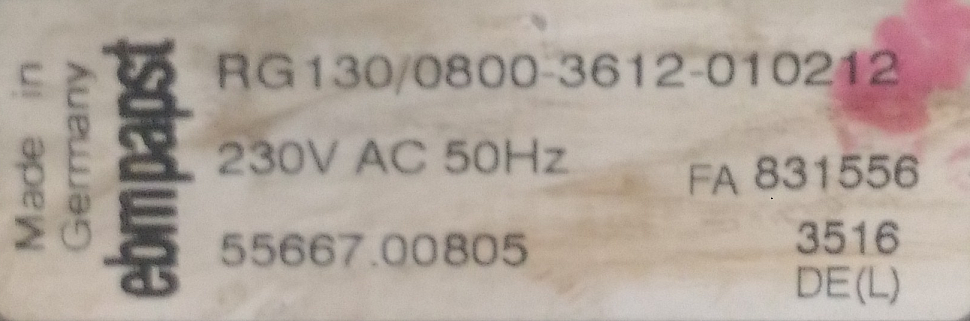 Made in
Germany
ebmpapst
RG130/0800-3612-010212
230V AC 50Hz
FA 831556
55667.00805
3516
DE(L)